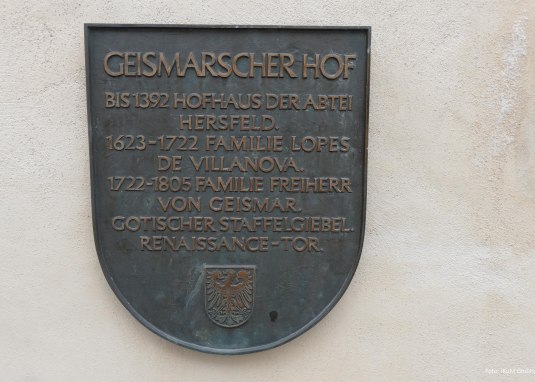 GEISMARSCHER HOF
BIS 1392 HOFHAUS DER ABTEI
HERSFELD.
1623-1722 FAMILIE LOPES
DE VILLANOVA.
1722-1805 FAMILIE FREIHERR
VON GEISMAR.
GOTISCHER STAFFELGIEBEL.
RENAISSANCE-TOR.
Foto: